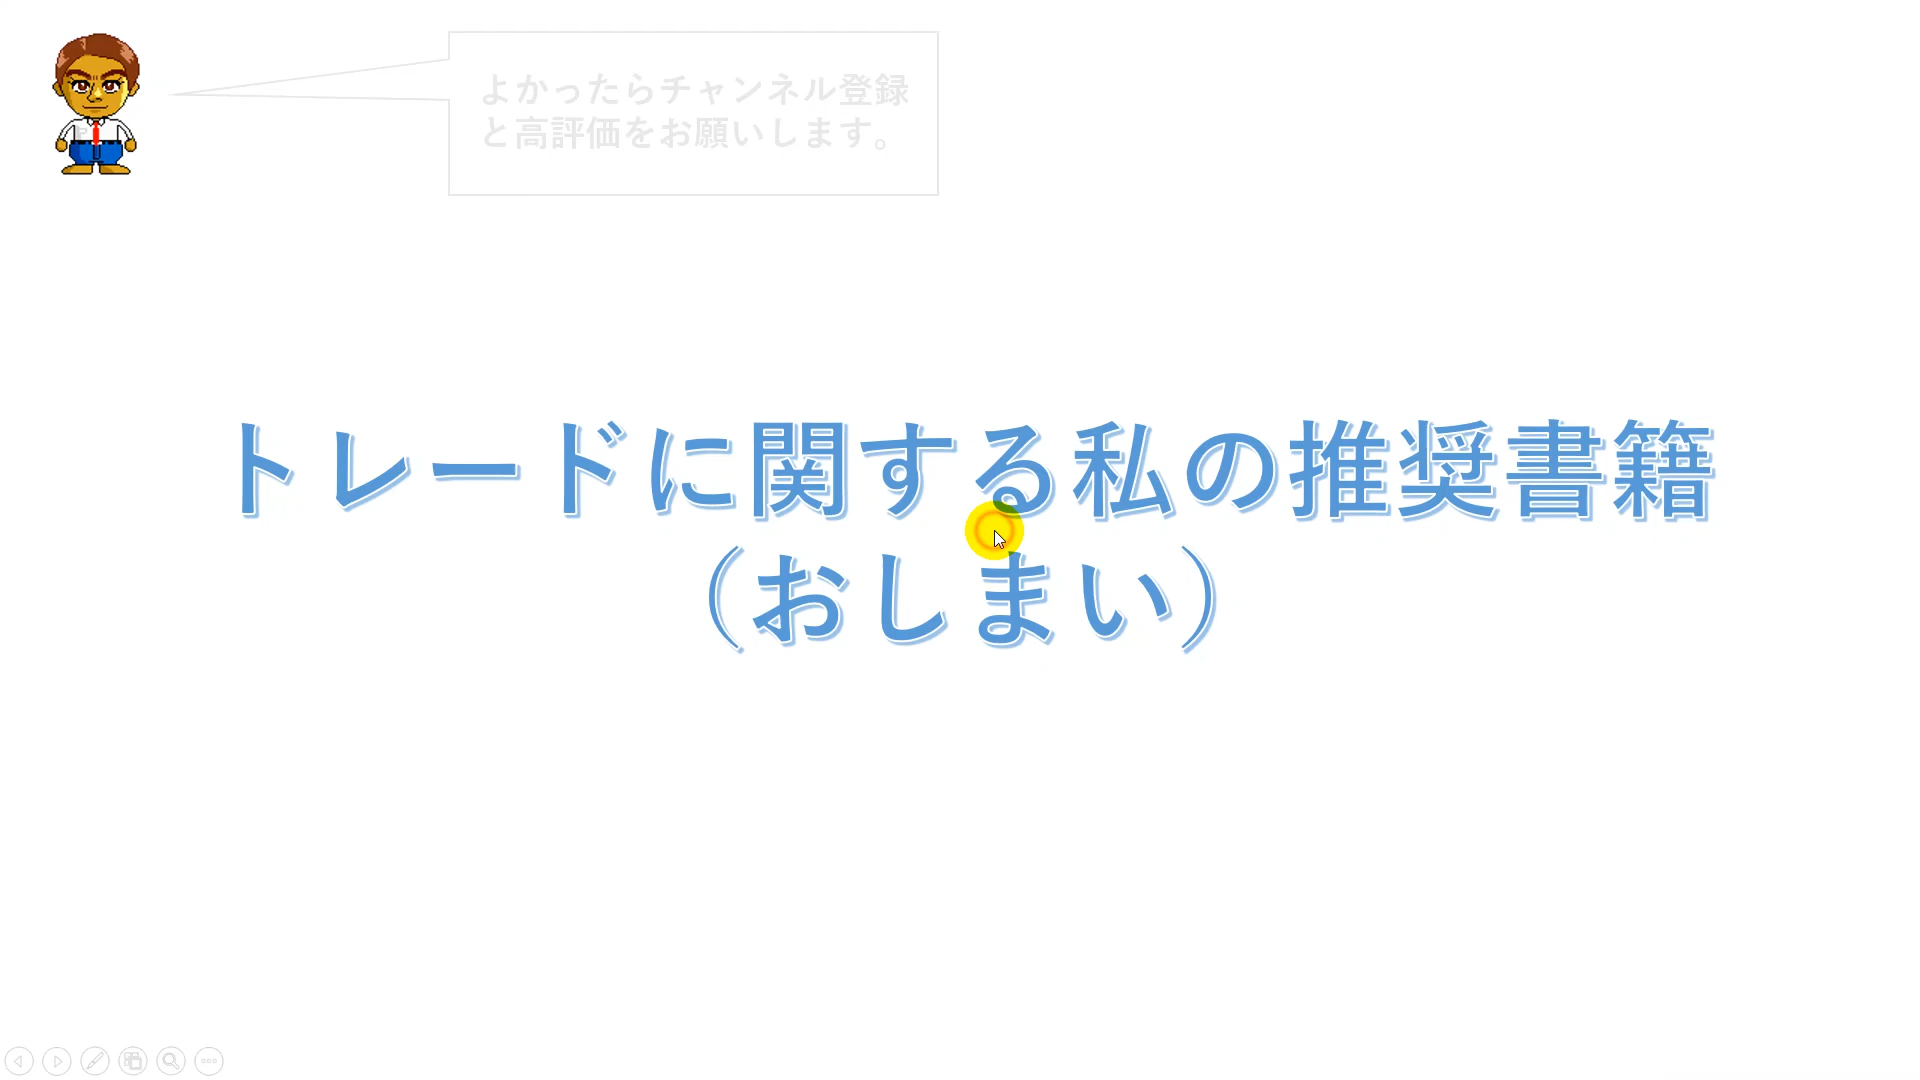 よかったらチャンネル登録
と高評価をお願いします。
トレードに関する私の推奨書籍
（おしまい）